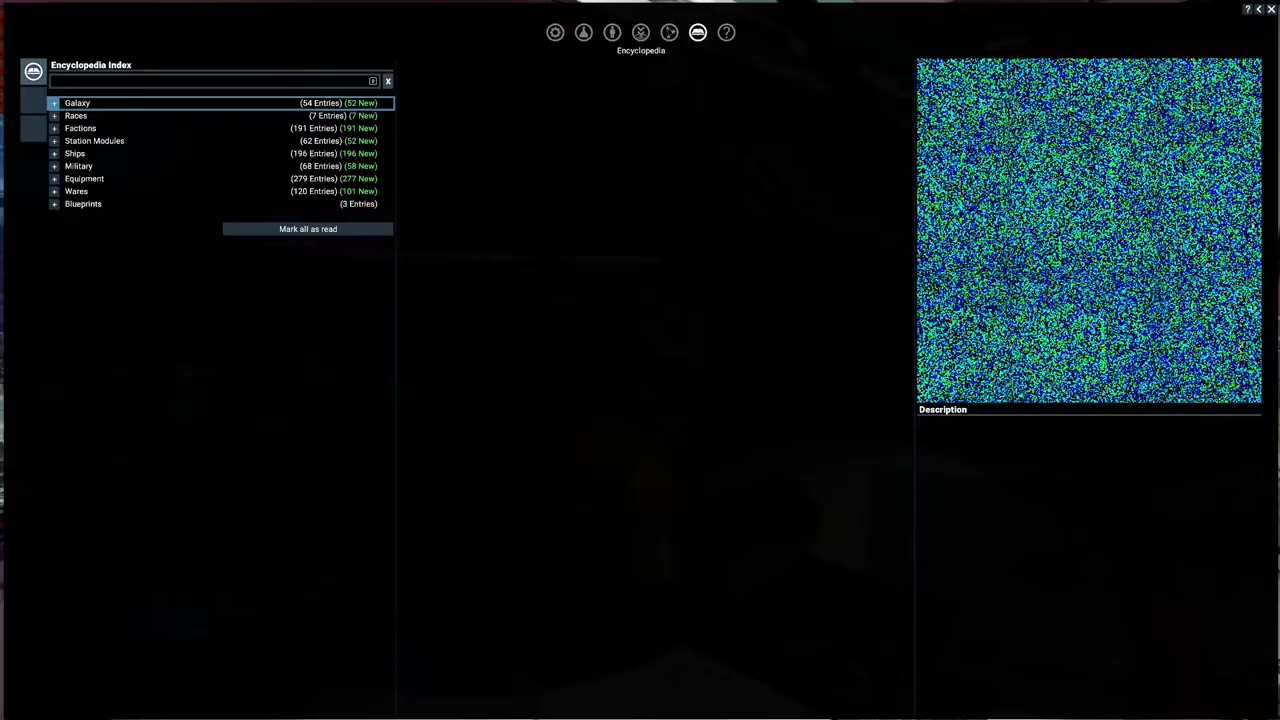 ? < X
Encyclopedia
Encyclopedia Index
x
+ Galaxy (54 Entries) (52 New)
+ Races (7 Entries) (7 New)
+ Factions (191 Entries) (191 New)
+ Station Modules (62 Entries) (52 New)
+ Ships (196 Entries) (196 New)
+ Military (68 Entries) (58 New)
+ Equipment (279 Entries) (277 New)
+ Wares (120 Entries) (101 New)
+ Blueprints (3 Entries)
Mark all as read
Description